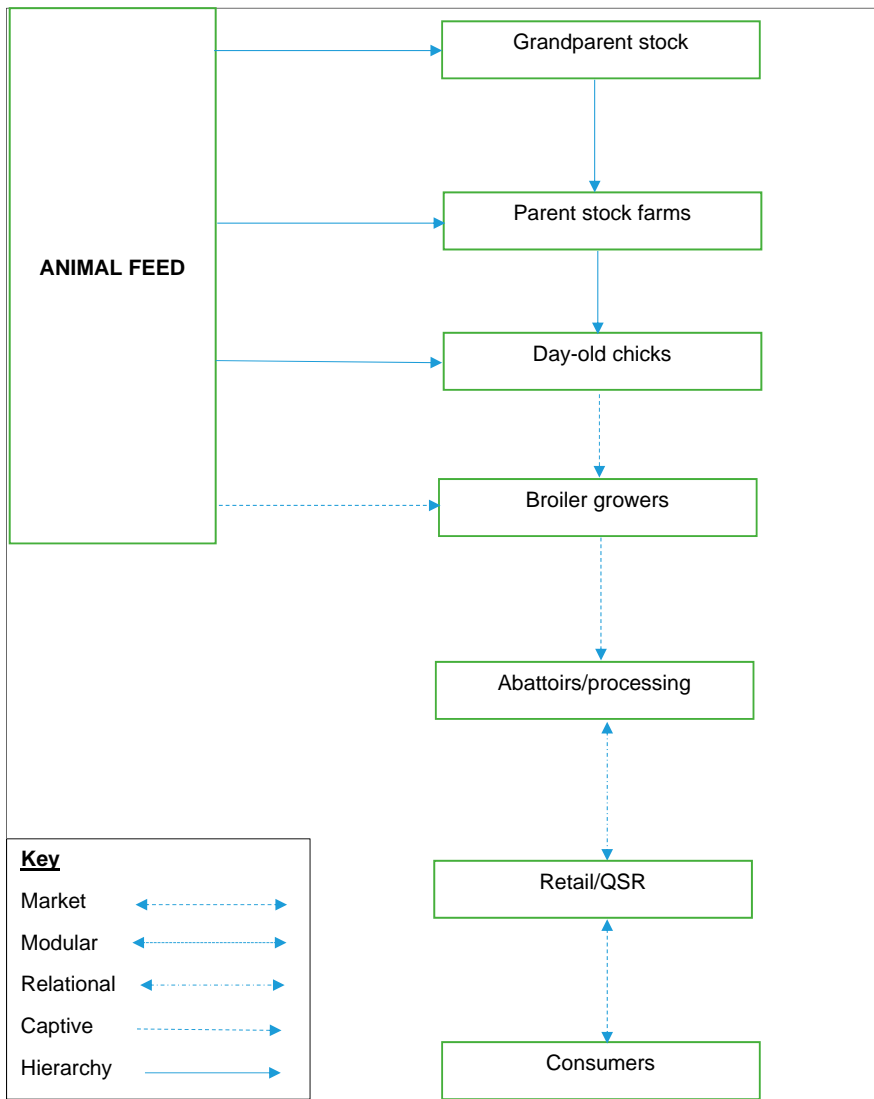 Grandparent stock
Parent stock farms
ANIMAL FEED
Day-old chicks
Broiler growers
Abattoirs/processing
Retail/QSR
Consumers
Key
Market
Modular
Relational
Captive
Hierarchy